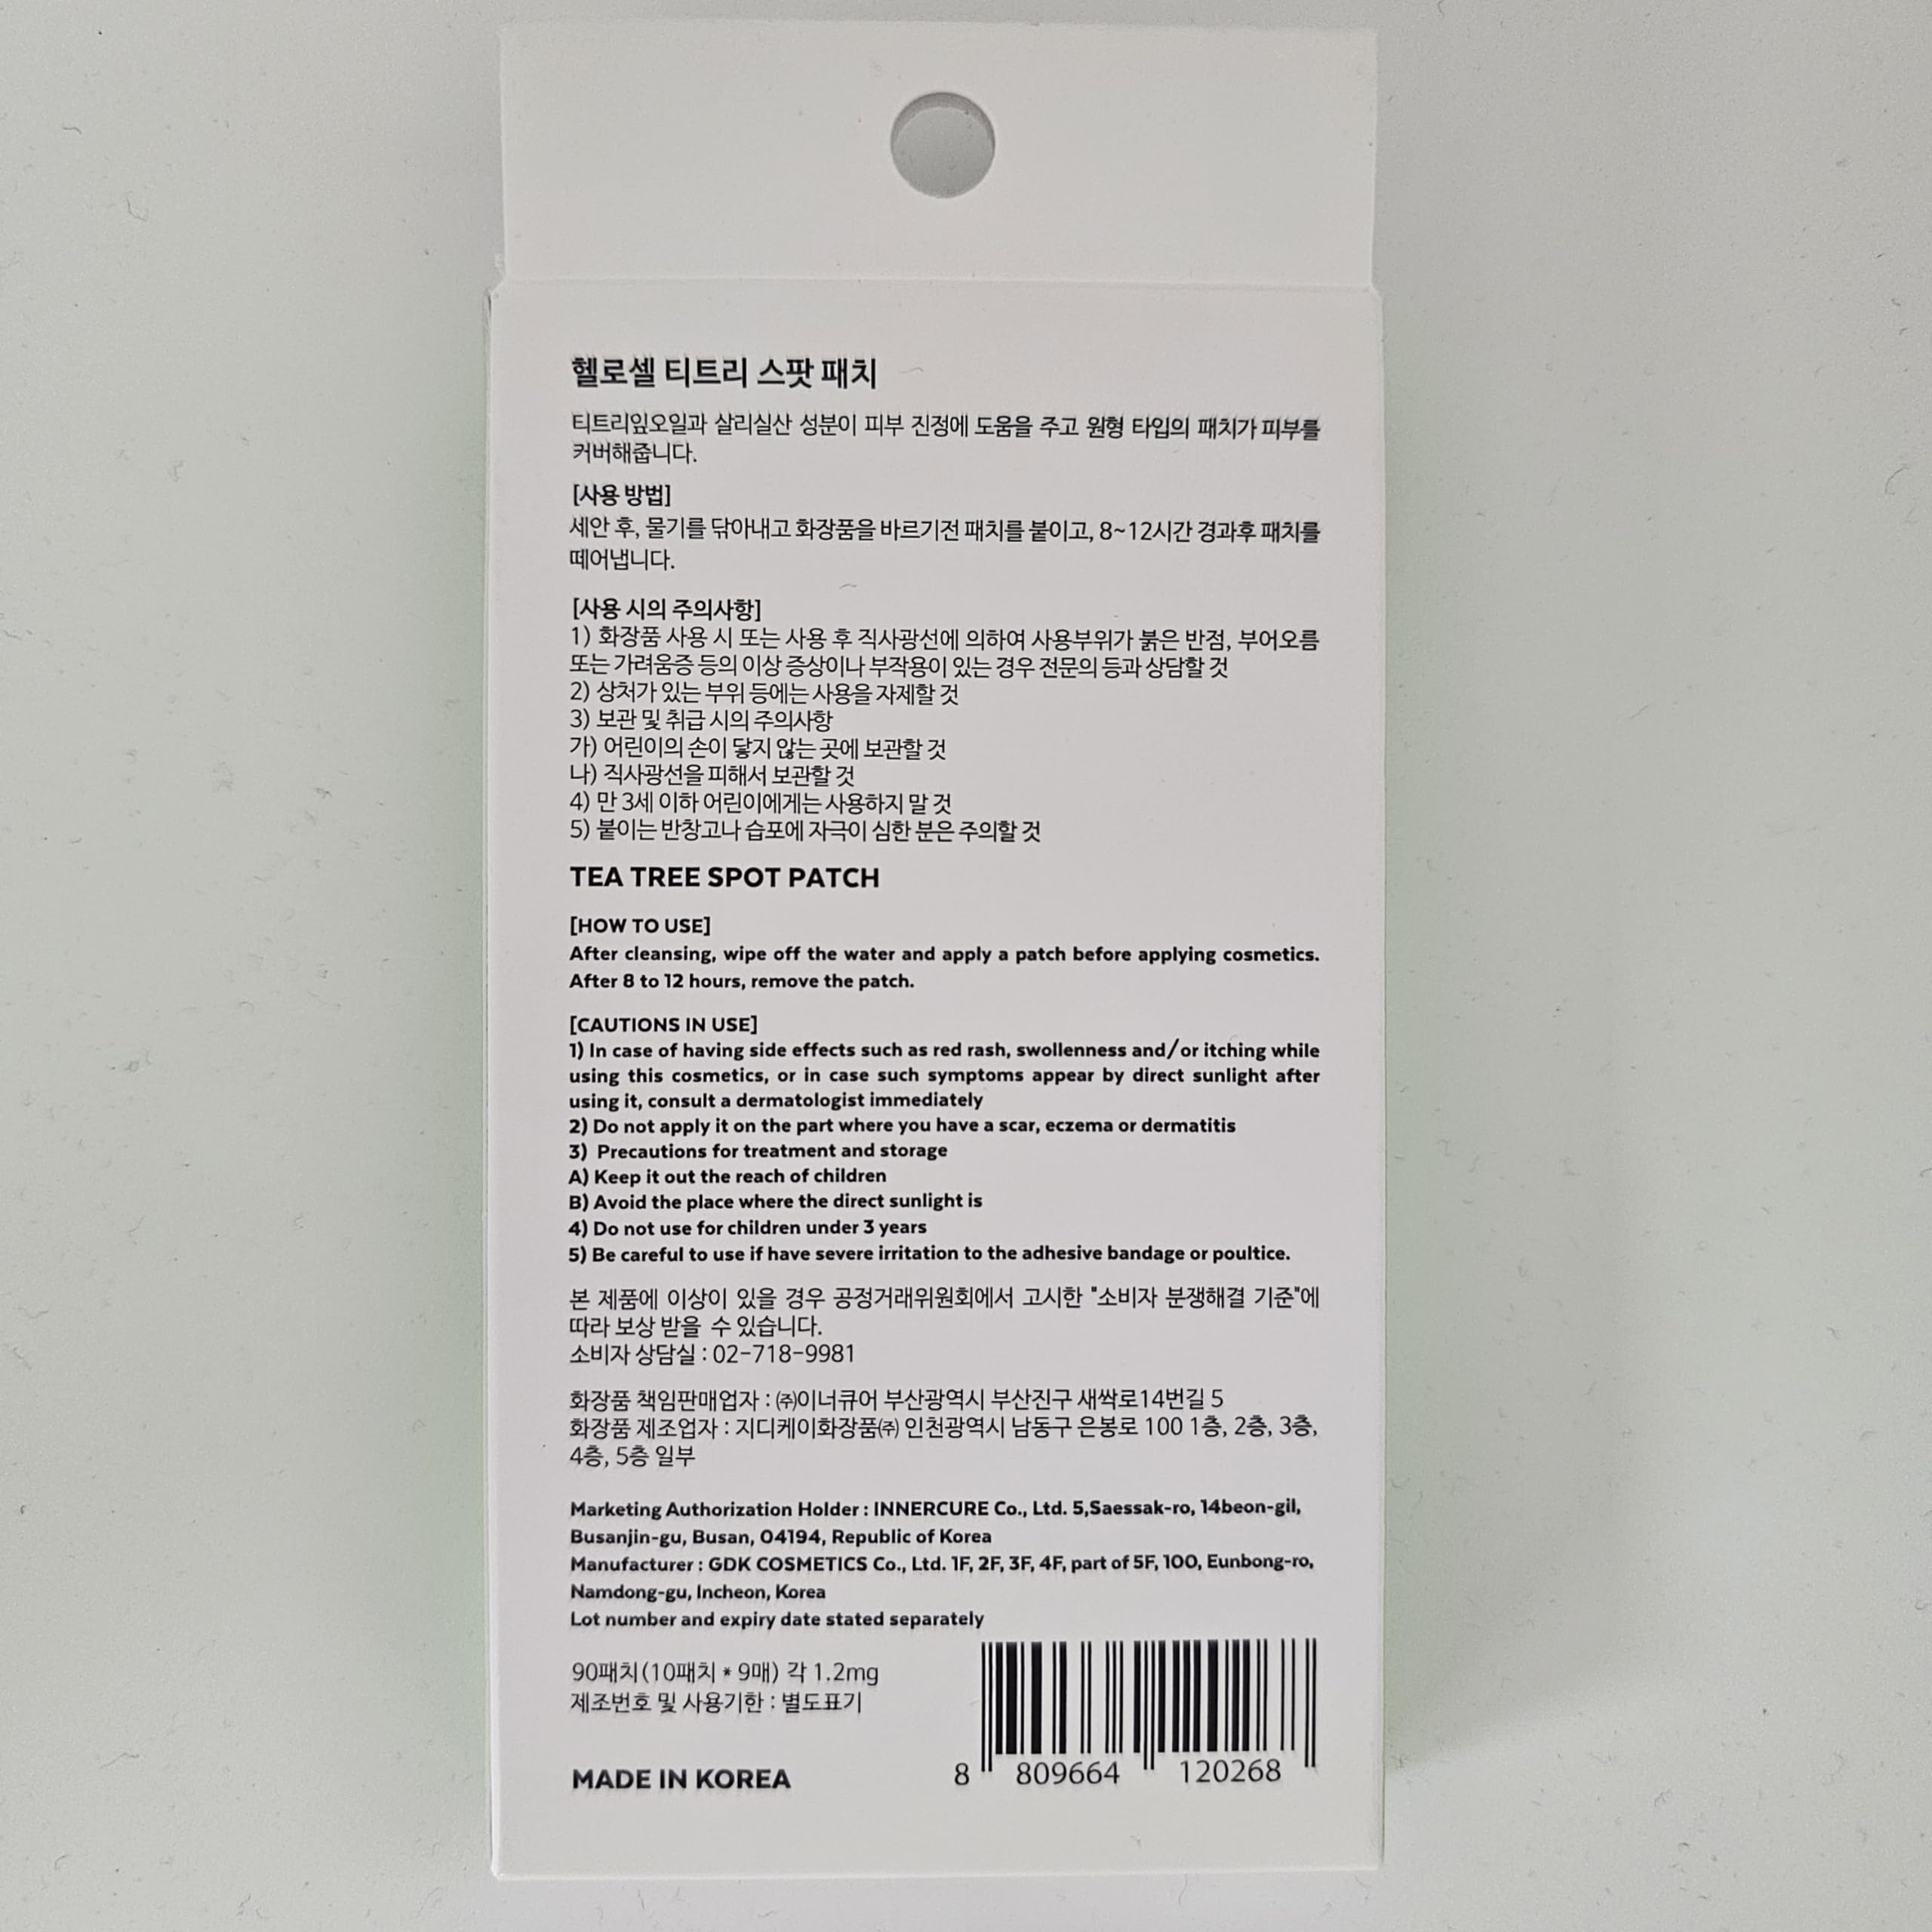 헬로셀 티트리 스팟 패치
티트리잎오일과 살리실산 성분이 피부 진정에 도움을 주고 원형 타입의 패치가 피부를
커버해줍니다.
[사용 방법]
세안 후, 물기를 닦아내고 화장품을 바르기전 패치를 붙이고, 8~12시간 경과후 패치를
떼어냅니다.
[사용 시의 주의사항]
1) 화장품 사용 시 또는 사용 후 직사광선에 의하여 사용부위가 붉은 반점, 부어오름
또는 가려움증 등의 이상 증상이나 부작용이 있는 경우 전문의 등과 상담할 것
2) 상처가 있는 부위 등에는 사용을 자제할 것
3) 보관 및 취급 시의 주의사항
가) 어린이의 손이 닿지 않는 곳에 보관할 것
나) 직사광선을 피해서 보관할 것
4) 만 3세 이하 어린이에게는 사용하지 말 것
5) 붙이는 반창고나 습포에 자극이 심한 분은 주의할 것
TEA TREE SPOT PATCH
[HOW TO USE]
After cleansing, wipe off the water and apply a patch before applying cosmetics.
After 8 to 12 hours, remove the patch.
[CAUTIONS IN USE]
1) In case of having side effects such as red rash, swollenness and/or itching while
using this cosmetics, or in case such symptoms appear by direct sunlight after
using it, consult a dermatologist immediately
2) Do not apply it on the part where you have a scar, eczema or dermatitis
3) Precautions for treatment and storage
A) Keep it out the reach of children
B) Avoid the place where the direct sunlight is
4) Do not use for children under 3 years
5) Be careful to use if have severe irritation to the adhesive bandage or poultice.
본 제품에 이상이 있을 경우 공정거래위원회에서 고시한 "소비자 분쟁해결 기준"에
따라 보상 받을 수 있습니다.
소비자 상담실 : 02-718-9981
화장품 책임판매업자 : ㈜이너큐어 부산광역시 부산진구 새싹로14번길 5
화장품 제조업자 : 지디케이화장품㈜ 인천광역시 남동구 은봉로 100 1층, 2층, 3층,
4층, 5층 일부
Marketing Authorization Holder : INNERCURE Co., Ltd. 5,Saessak-ro, 14beon-gil,
Busanjin-gu, Busan, 04194, Republic of Korea
Manufacturer : GDK COSMETICS Co., Ltd. 1F, 2F, 3F, 4F, part of 5F, 100, Eunbong-ro,
Namdong-gu, Incheon, Korea
Lot number and expiry date stated separately
90패치(10패치 * 9매) 각 1.2mg
제조번호 및 사용기한 : 별도표기
MADE IN KOREA
8 809664 120268